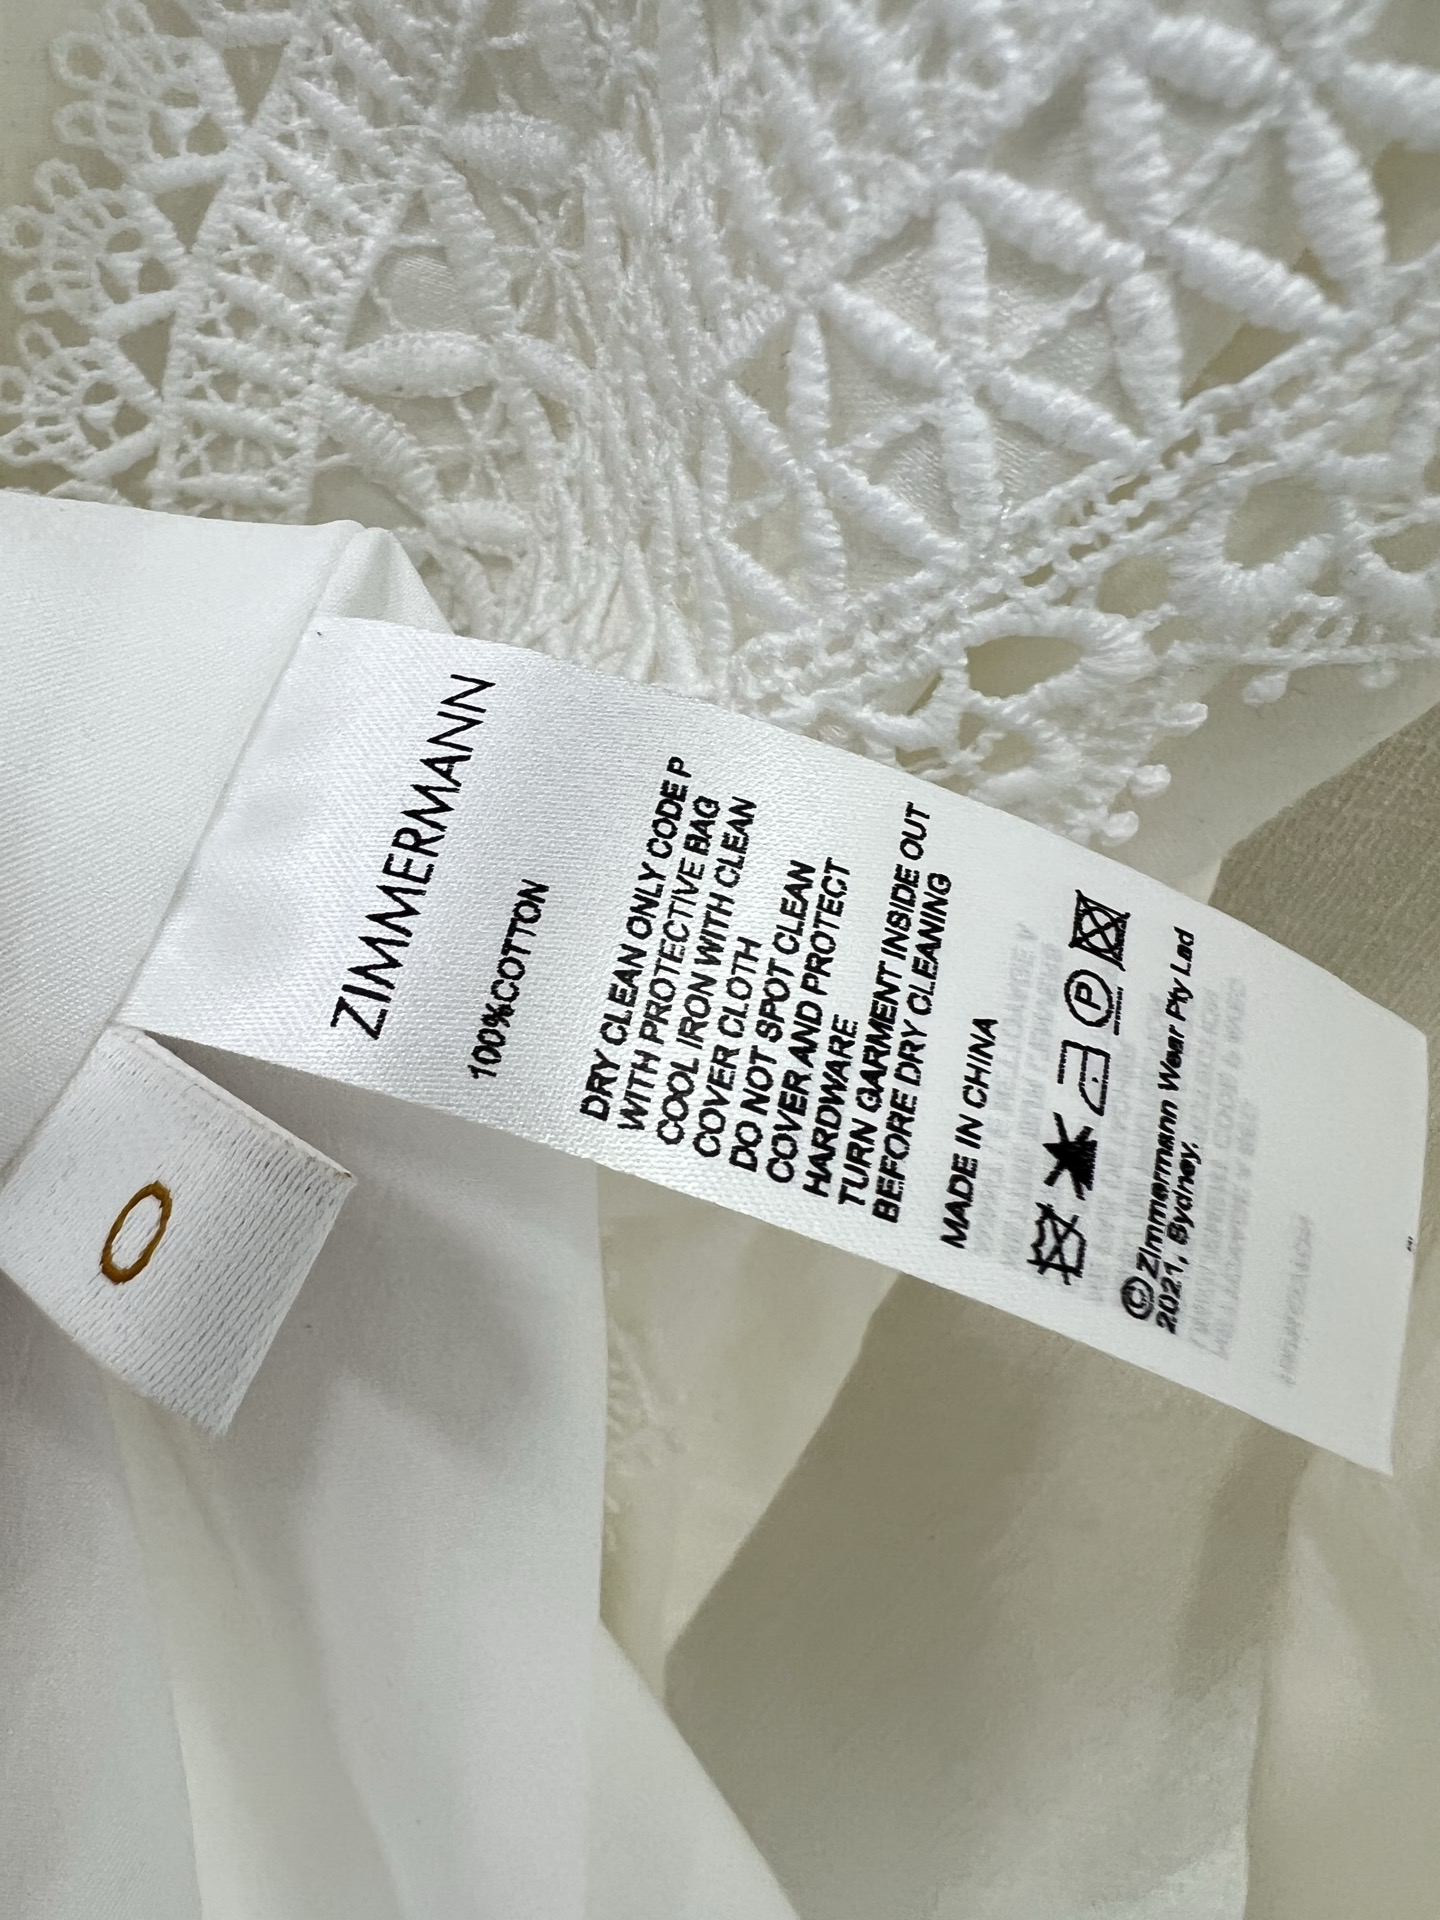 ZIMMERMANN
100%COTTON
DRY CLEAN ONLY CODE P
WITH PROTECTIVE BAG
COOL IRON WITH CLEAN
COVER CLOTH
DO NOT SPOT CLEAN
COVER AND PROTECT
HARDWARE
TURN GARMENT INSIDE OUT
BEFORE DRY CLEANING
MADE IN CHINA
P
© Zimmermann Wear Pty Lad
2021, Sydney.
0